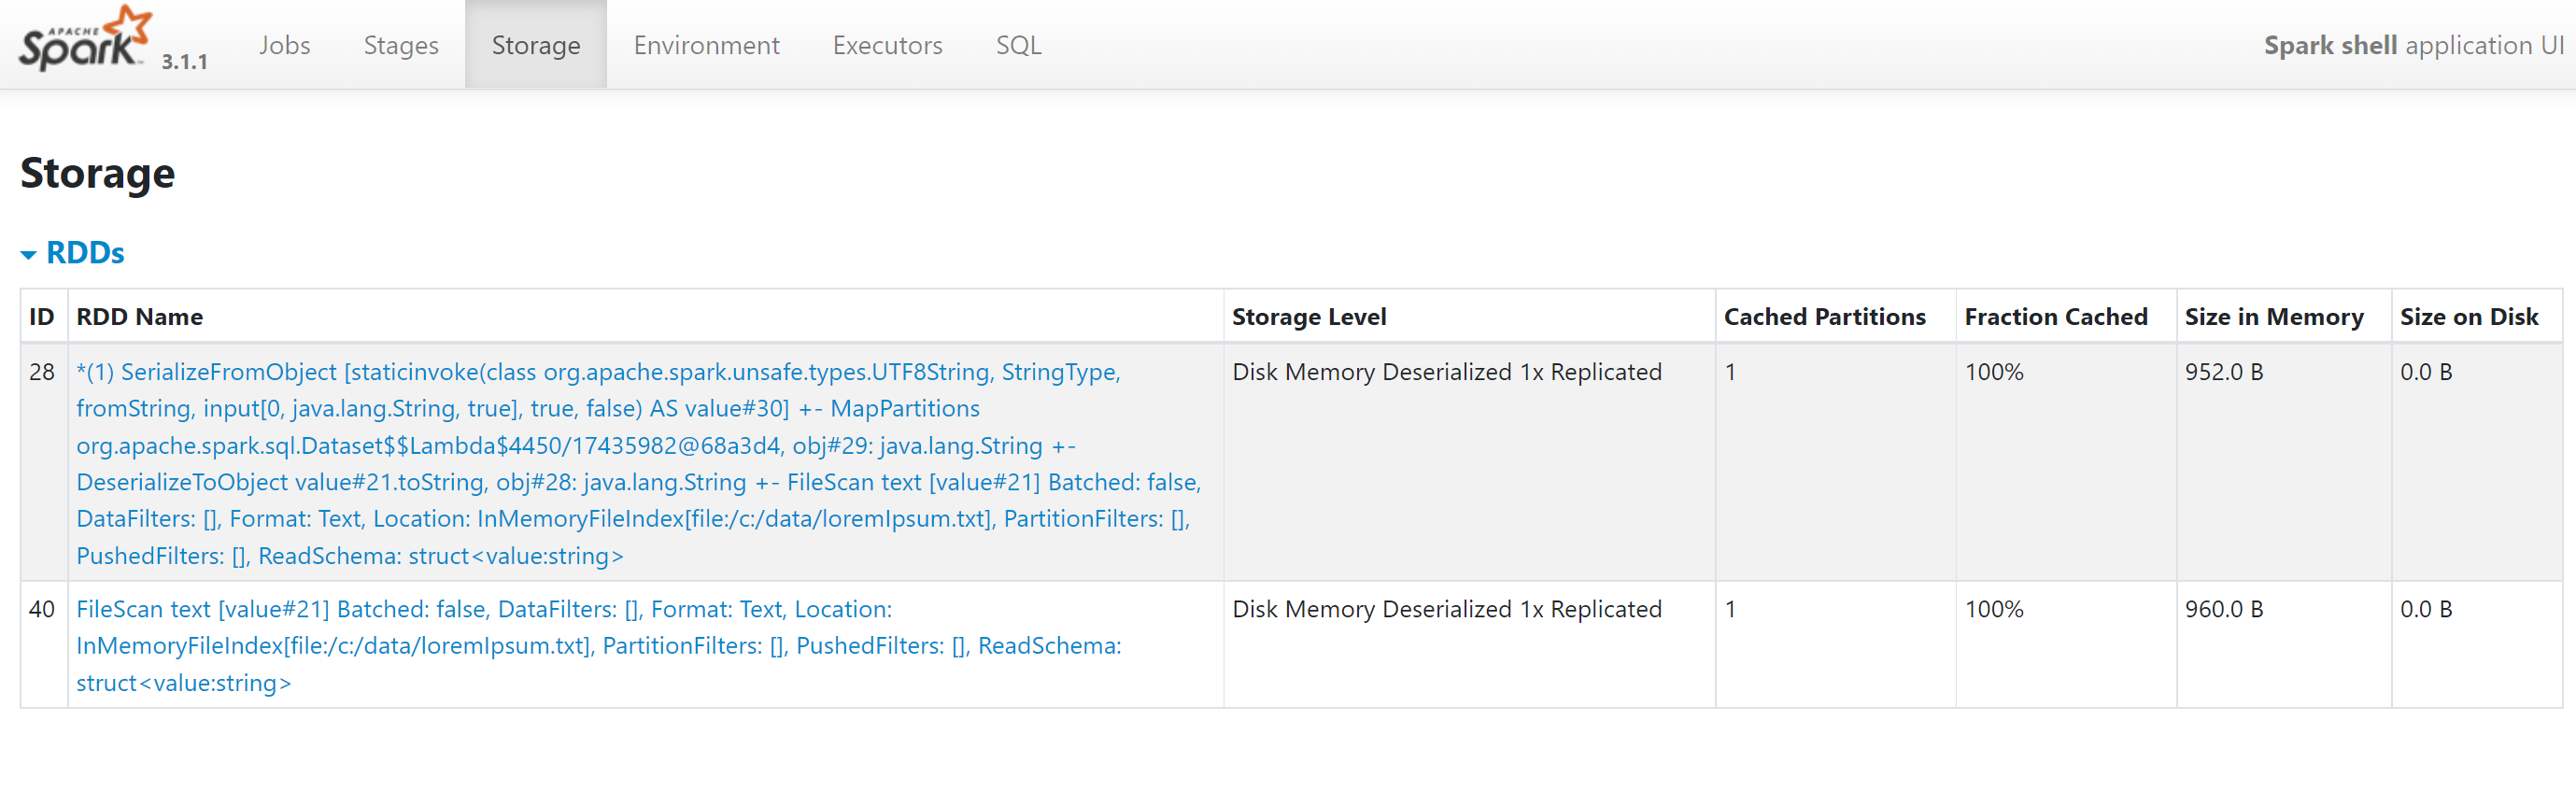 APACHE
Spark 3.1.1 Jobs Stages Storage Environment Executors SQL Spark shell application UI
Storage
RDDs
ID RDD Name Storage Level Cached Partitions Fraction Cached Size in Memory Size on Disk
28 *(1) SerializeFromObject [staticinvoke(class org.apache.spark.unsafe.types.UTF8String, StringType, Disk Memory Deserialized 1x Replicated 1 100% 952.0 B 0.0 B
fromString, input[0, java.lang.String, true], true, false) AS value#30] +- MapPartitions
org.apache.spark.sql.Dataset$$Lambda$4450/17435982@68a3d4, obj#29: java.lang.String +-
DeserializeToObject value#21.toString, obj#28: java.lang.String +- FileScan text [value#21] Batched: false,
DataFilters: [], Format: Text, Location: InMemoryFileIndex[file:/c:/data/loremIpsum.txt], PartitionFilters: [],
PushedFilters: [], ReadSchema: struct<value:string>
40 FileScan text [value#21] Batched: false, DataFilters: [], Format: Text, Location: Disk Memory Deserialized 1x Replicated 1 100% 960.0 B 0.0 B
InMemoryFileIndex[file:/c:/data/loremIpsum.txt], PartitionFilters: [], PushedFilters: [], ReadSchema:
struct<value:string>